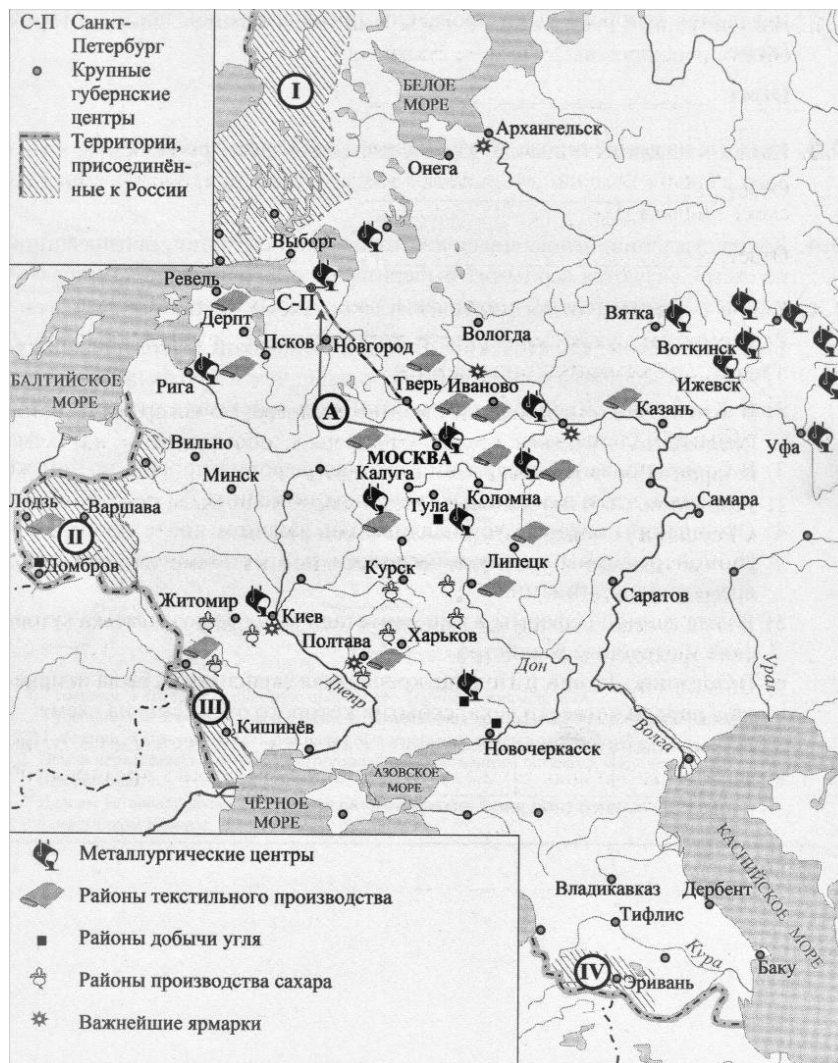 С-П Санкт-
Петербург
Крупные
губернские
центры
Территории,
присоединён-
ные к России
I
БЕЛОЕ
МОРЕ
Архангельск
Онега
Выборг
Ревель
С-П
Дерпт
Псков
Новгород
Вологда
Вятка
Воткинск
Ижевск
Рига
Тверь
Иваново
БАЛТИЙСКОЕ
МОРЕ
А
Казань
МОСКВА
Уфа
Вильно
Минск
Калуга
Коломна
Самара
Лодзь
Варшава
Тула
II
Домбров
Липецк
Курск
Саратов
Житомир
Киев
Полтава
Харьков
Дон
Урал
Днепр
III
Кишинёв
Новочеркасск
Волга
АЗОВСКОЕ
МОРЕ
ЧЁРНОЕ
МОРЕ
КАСПИЙСКОЕ МОРЕ
Металлургические центры
Районы текстильного производства
Районы добычи угля
Районы производства сахара
Важнейшие ярмарки
Владикавказ
Дербент
Тифлис
Кура
IV
Эривань
Баку